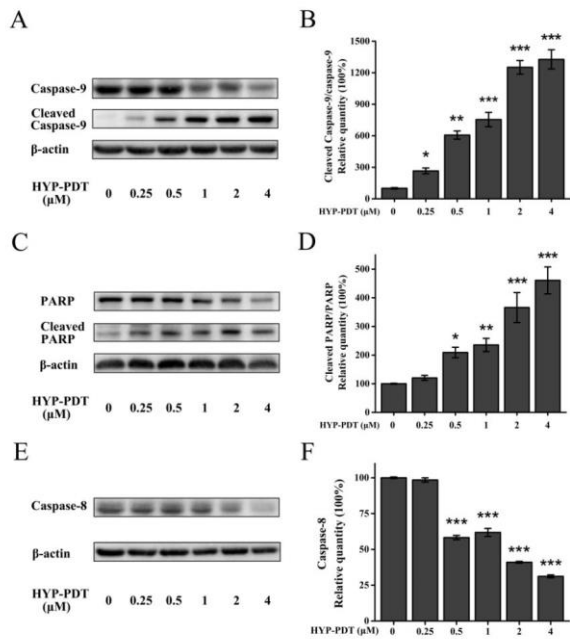 A
Caspase-9
Cleaved
Caspase-9
β-actin
HYP-PDT
(μM)
0 0.25 0.5 1 2 4
B
Cleaved Caspase-9/caspase-9
Relative quantity (100%)
1500
1200
900
600
300
0
* ** *** *** ***
HYP-PDT (μM) 0 0.25 0.5 1 2 4
C
PARP
Cleaved
PARP
β-actin
HYP-PDT
(μM)
0 0.25 0.5 1 2 4
D
Cleaved PARP/PARP
Relative quantity (100%)
500
400
300
200
100
0
* ** *** ***
HYP-PDT (μM) 0 0.25 0.5 1 2 4
E
Caspase-8
β-actin
HYP-PDT
(μM)
0 0.25 0.5 1 2 4
F
Caspase-8
Relative quantity (100%)
100
75
50
25
0
*** *** *** ***
HYP-PDT (μM) 0 0.25 0.5 1 2 4